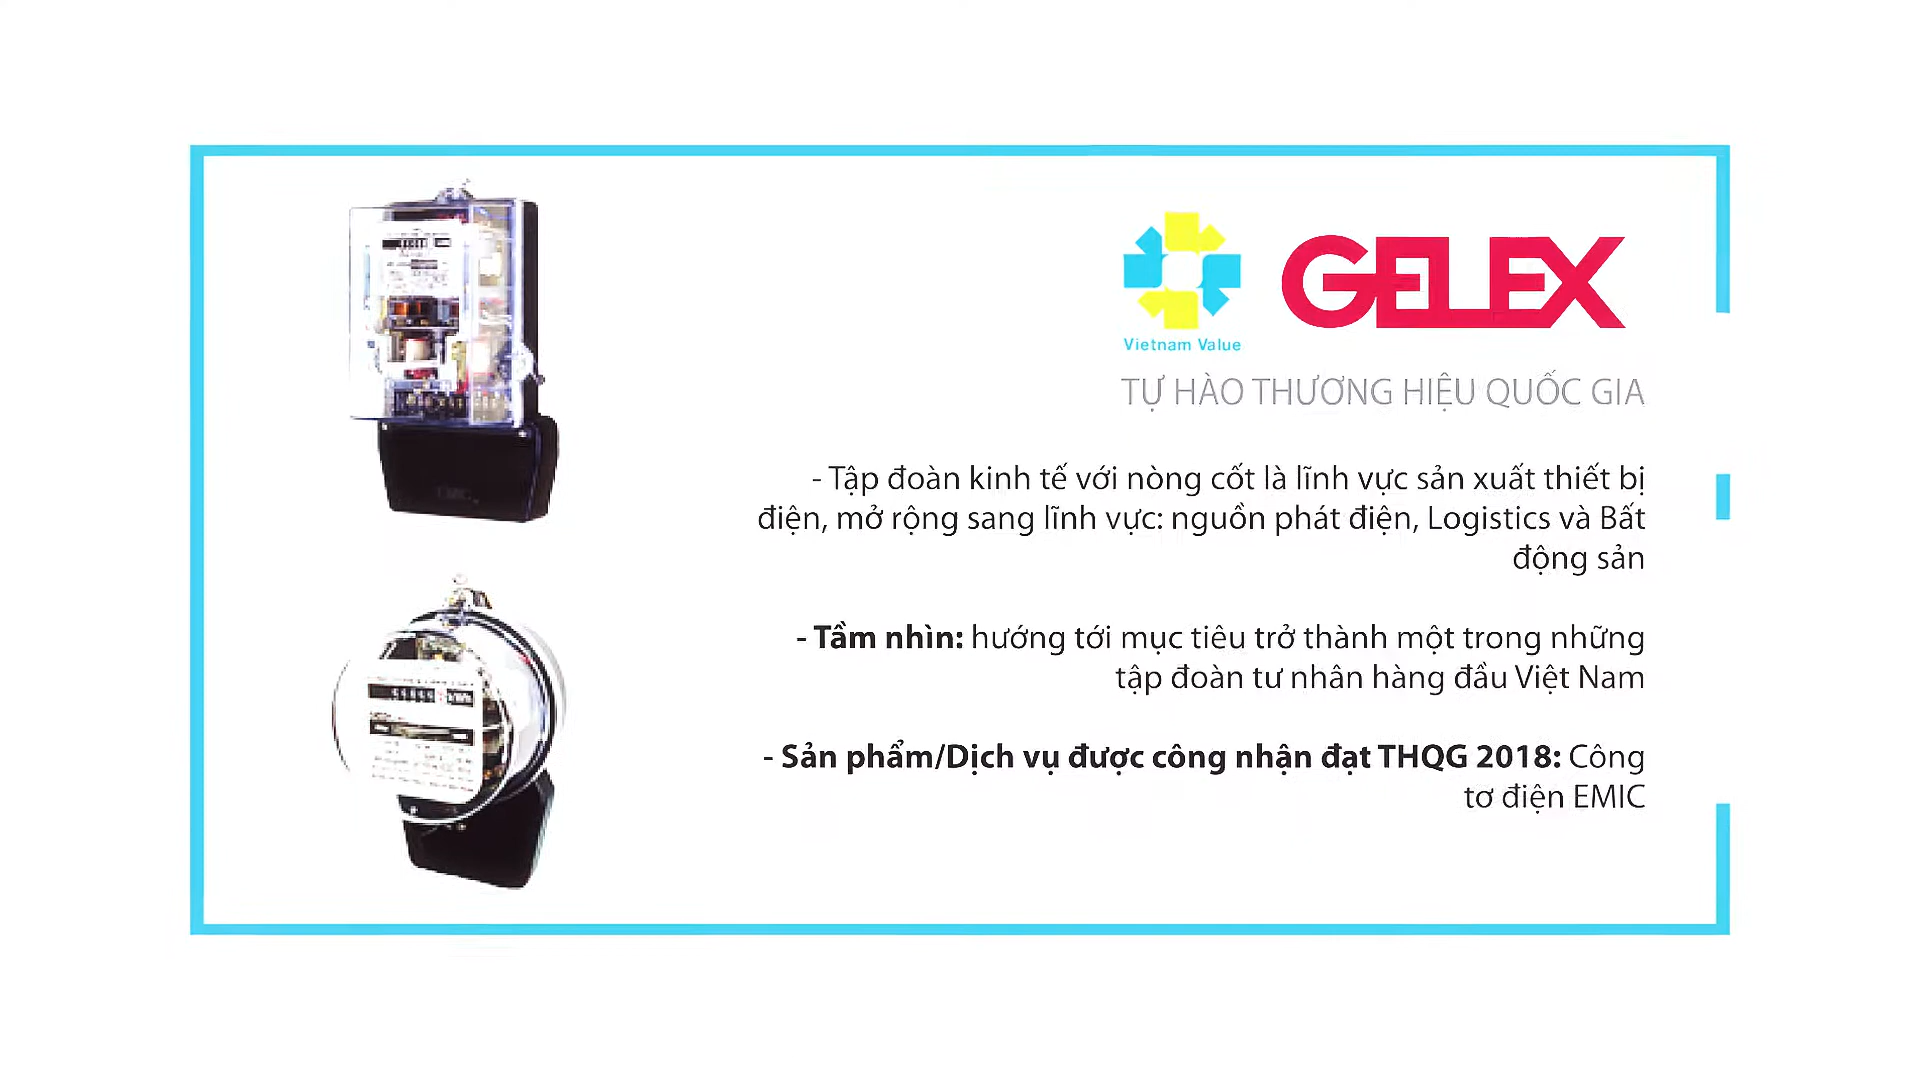 Vietnam Value
GELEX
TỰ HÀO THƯƠNG HIỆU QUỐC GIA
- Tập đoàn kinh tế với nòng cốt là lĩnh vực sản xuất thiết bị
điện, mở rộng sang lĩnh vực: nguồn phát điện, Logistics và Bất
động sản
- Tầm nhìn: hướng tới mục tiêu trở thành một trong những
tập đoàn tư nhân hàng đầu Việt Nam
- Sản phẩm/Dịch vụ được công nhận đạt THQG 2018: Công
tơ điện EMIC